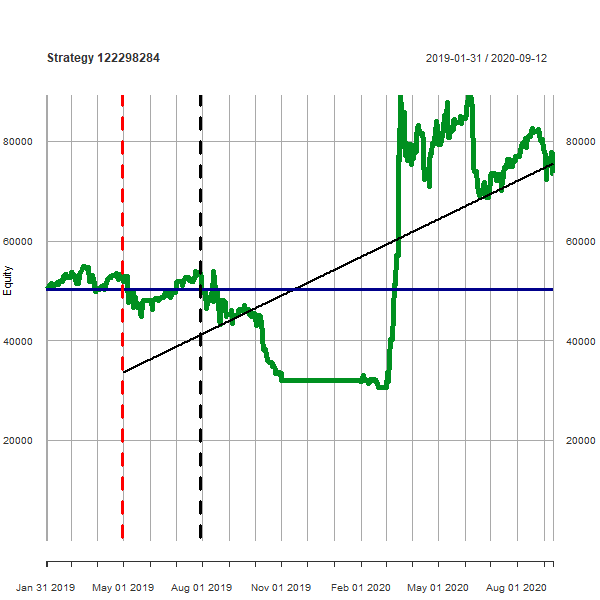 Strategy 122298284
2019-01-31 / 2020-09-12
80000
80000
60000
60000
Equity
40000
40000
20000
20000
Jan 31 2019
May 01 2019
Aug 01 2019
Nov 01 2019
Feb 01 2020
May 01 2020
Aug 01 2020